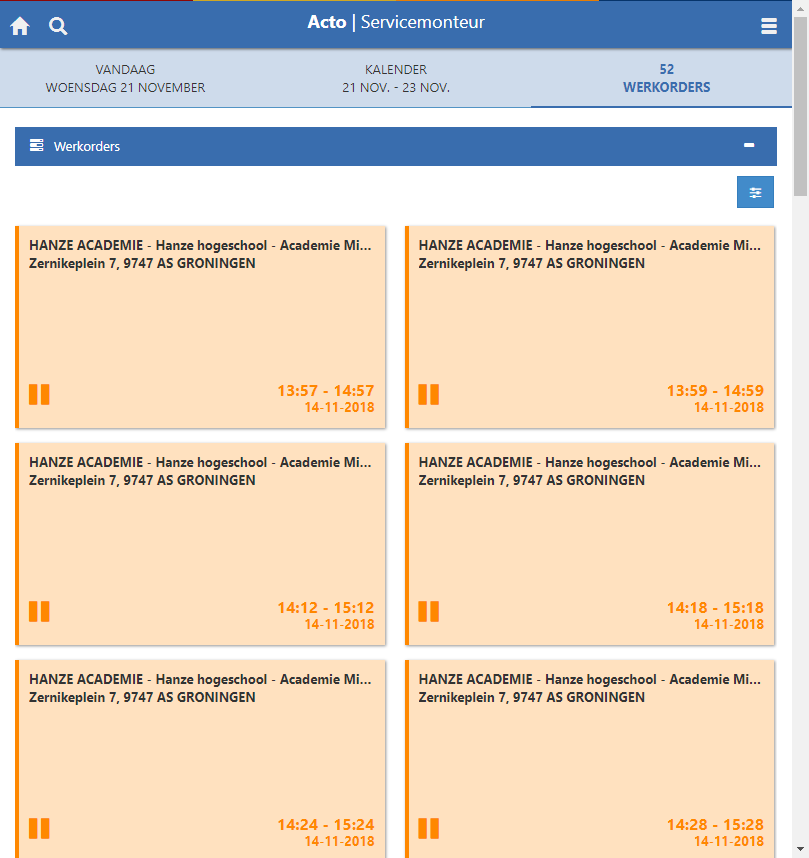 Acto | Servicemonteur
VANDAAG
WOENSDAG 21 NOVEMBER
KALENDER
21 NOV. - 23 NOV.
52
WERKORDERS
Werkorders
HANZE ACADEMIE - Hanze hogeschool - Academie Mi...
Zernikeplein 7, 9747 AS GRONINGEN
13:57 - 14:57
14-11-2018
HANZE ACADEMIE - Hanze hogeschool - Academie Mi...
Zernikeplein 7, 9747 AS GRONINGEN
13:59 - 14:59
14-11-2018
HANZE ACADEMIE - Hanze hogeschool - Academie Mi...
Zernikeplein 7, 9747 AS GRONINGEN
14:12 - 15:12
14-11-2018
HANZE ACADEMIE - Hanze hogeschool - Academie Mi...
Zernikeplein 7, 9747 AS GRONINGEN
14:18 - 15:18
14-11-2018
HANZE ACADEMIE - Hanze hogeschool - Academie Mi...
Zernikeplein 7, 9747 AS GRONINGEN
14:24 - 15:24
14-11-2018
HANZE ACADEMIE - Hanze hogeschool - Academie Mi...
Zernikeplein 7, 9747 AS GRONINGEN
14:28 - 15:28
14-11-2018